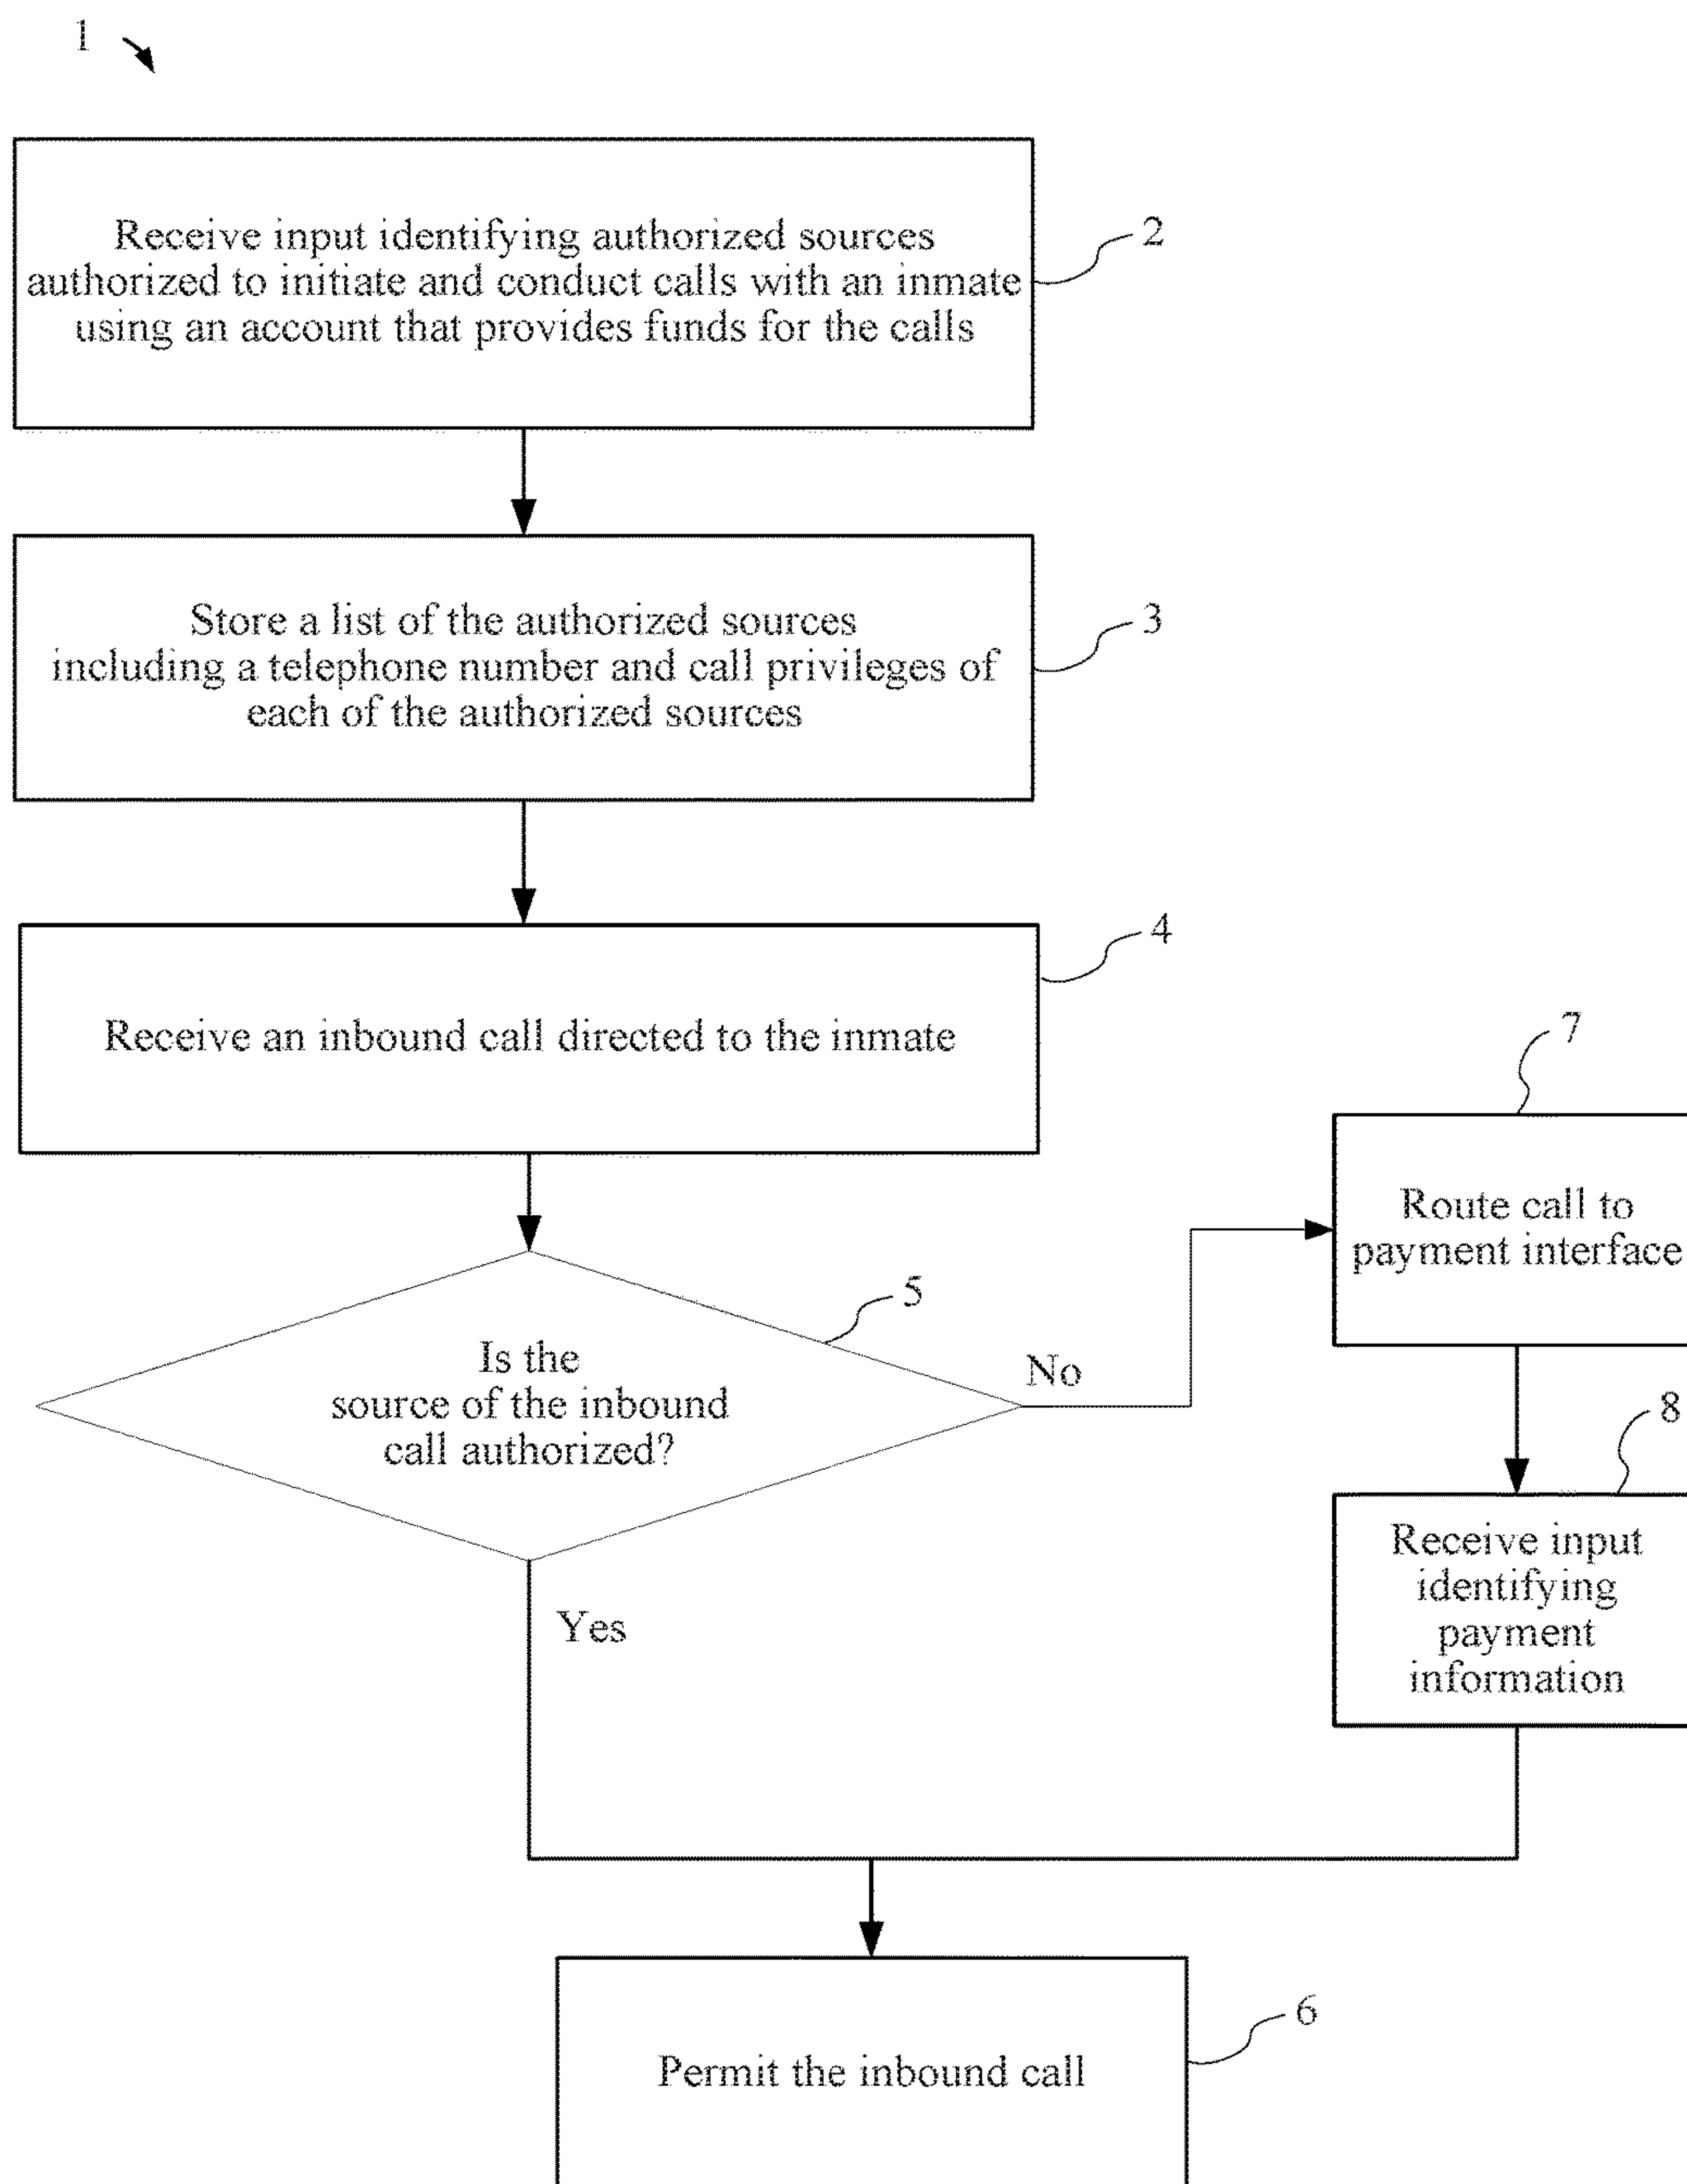 1
Receive input identifying authorized sources
authorized to initiate and conduct calls with an inmate
using an account that provides funds for the calls
2
Store a list of the authorized sources
including a telephone number and call privileges of
each of the authorized sources
3
Receive an inbound call directed to the inmate
4
Is the
source of the inbound
call authorized?
5
No
Yes
7
Route call to
payment interface
8
Receive input
identifying
payment
information
Permit the inbound call
6